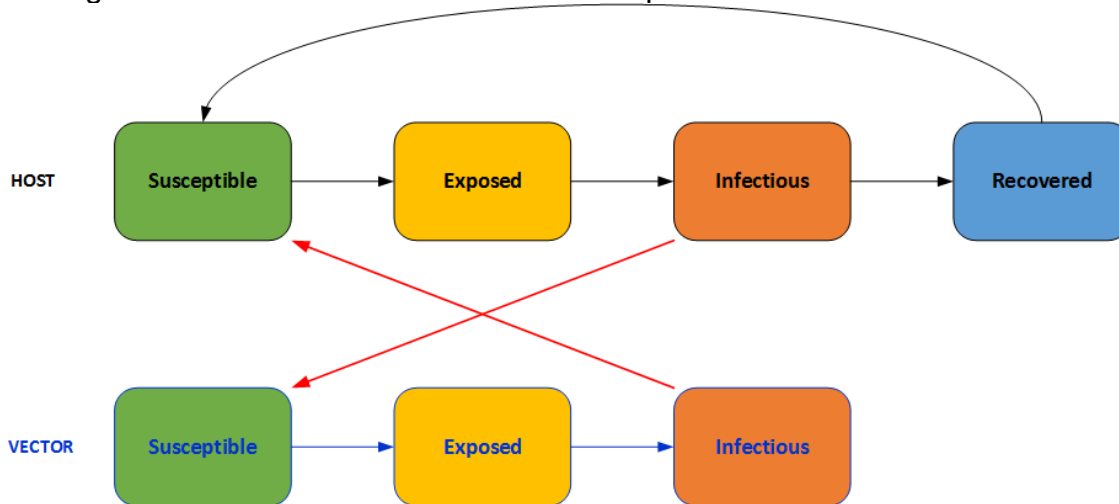 HOST
Susceptible
Exposed
Infectious
Recovered
VECTOR
Susceptible
Exposed
Infectious